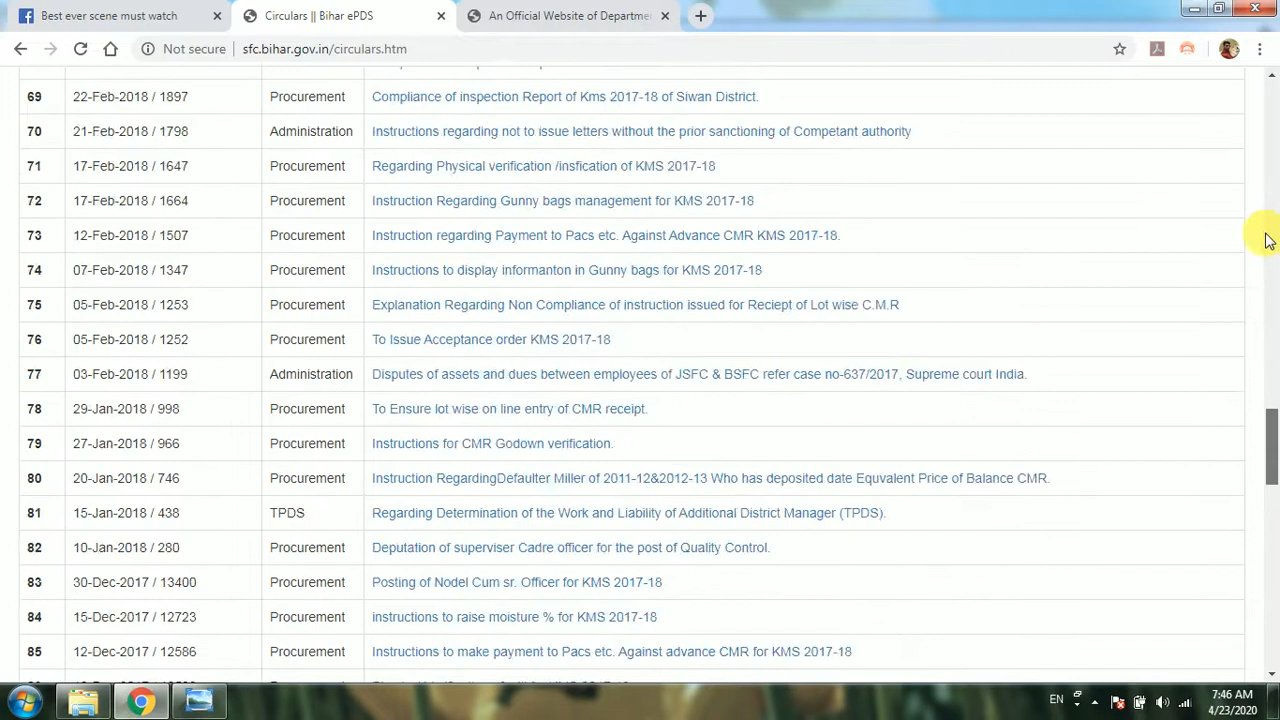 Best ever scene must watch
Circulars || Bihar ePDS
An Official Website of Departme
Not secure
sfc.bihar.gov.in/circulars.htm
69 22-Feb-2018 / 1897 Procurement Compliance of inspection Report of Kms 2017-18 of Siwan District.
70 21-Feb-2018 / 1798 Administration Instructions regarding not to issue letters without the prior sanctioning of Competant authority
71 17-Feb-2018 / 1647 Procurement Regarding Physical verification /insfication of KMS 2017-18
72 17-Feb-2018 / 1664 Procurement Instruction Regarding Gunny bags management for KMS 2017-18
73 12-Feb-2018 / 1507 Procurement Instruction regarding Payment to Pacs etc. Against Advance CMR KMS 2017-18.
74 07-Feb-2018 / 1347 Procurement Instructions to display informanton in Gunny bags for KMS 2017-18
75 05-Feb-2018 / 1253 Procurement Explanation Regarding Non Compliance of instruction issued for Reciept of Lot wise C.M.R
76 05-Feb-2018 / 1252 Procurement To Issue Acceptance order KMS 2017-18
77 03-Feb-2018 / 1199 Administration Disputes of assets and dues between employees of JSFC & BSFC refer case no-637/2017, Supreme court India.
78 29-Jan-2018 / 998 Procurement To Ensure lot wise on line entry of CMR receipt.
79 27-Jan-2018 / 966 Procurement Instructions for CMR Godown verification.
80 20-Jan-2018 / 746 Procurement Instruction RegardingDefaulter Miller of 2011-12&2012-13 Who has deposited date Equvalent Price of Balance CMR.
81 15-Jan-2018 / 438 TPDS Regarding Determination of the Work and Liability of Additional District Manager (TPDS).
82 10-Jan-2018 / 280 Procurement Deputation of superviser Cadre officer for the post of Quality Control.
83 30-Dec-2017 / 13400 Procurement Posting of Nodel Cum sr. Officer for KMS 2017-18
84 15-Dec-2017 / 12723 Procurement instructions to raise moisture % for KMS 2017-18
85 12-Dec-2017 / 12586 Procurement Instructions to make payment to Pacs etc. Against advance CMR for KMS 2017-18
EN
7:46 AM
4/23/2020